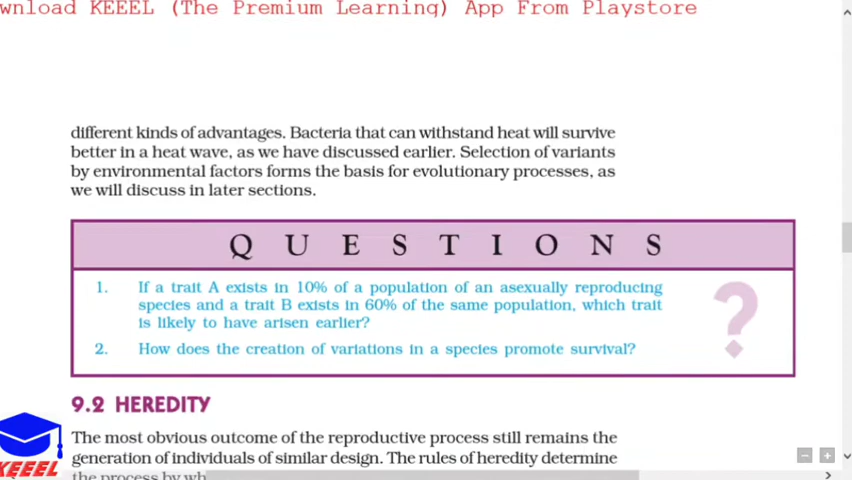 wnload KEEEL (The Premium Learning) App From Playstore
different kinds of advantages. Bacteria that can withstand heat will survive
better in a heat wave, as we have discussed earlier. Selection of variants
by environmental factors forms the basis for evolutionary processes, as
we will discuss in later sections.
QUESTIONS
1. If a trait A exists in 10% of a population of an asexually reproducing
species and a trait B exists in 60% of the same population, which trait
is likely to have arisen earlier?
2. How does the creation of variations in a species promote survival?
?
9.2 HEREDITY
The most obvious outcome of the reproductive process still remains the
generation of individuals of similar design. The rules of heredity determine
the process by wh
KEEEL